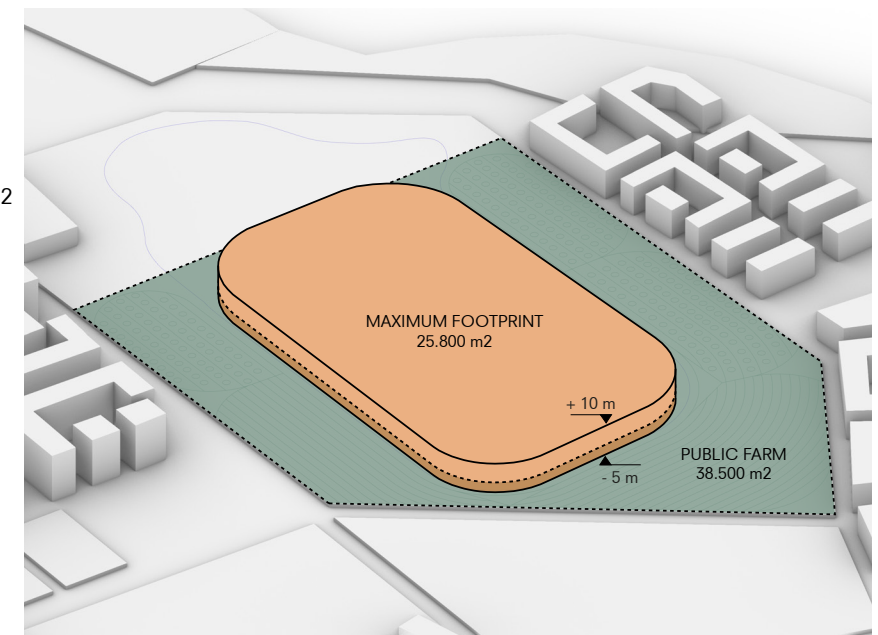 2
MAXIMUM FOOTPRINT
25.800 m2
+ 10 m
PUBLIC FARM
38.500 m2
- 5 m